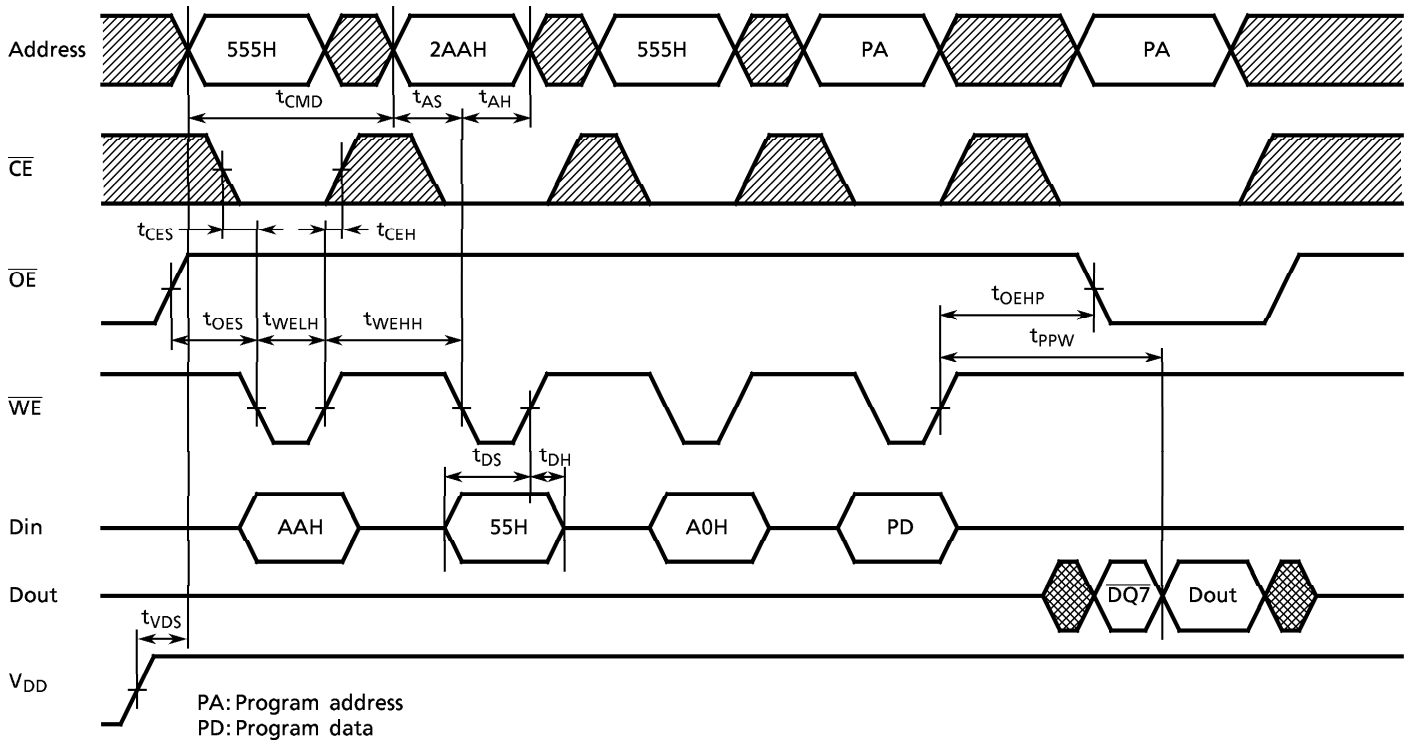 Address 555H 2AAH 555H PA PA
tCMD tAS tAH
CE
tCES tCEH
OE
tOEHP
tOES tWELH tWEHH
tPPW
WE
tDS tDH
Din AAH 55H A0H PD
Dout DQ7 Dout
tVDS
VDD
PA: Program address
PD: Program data